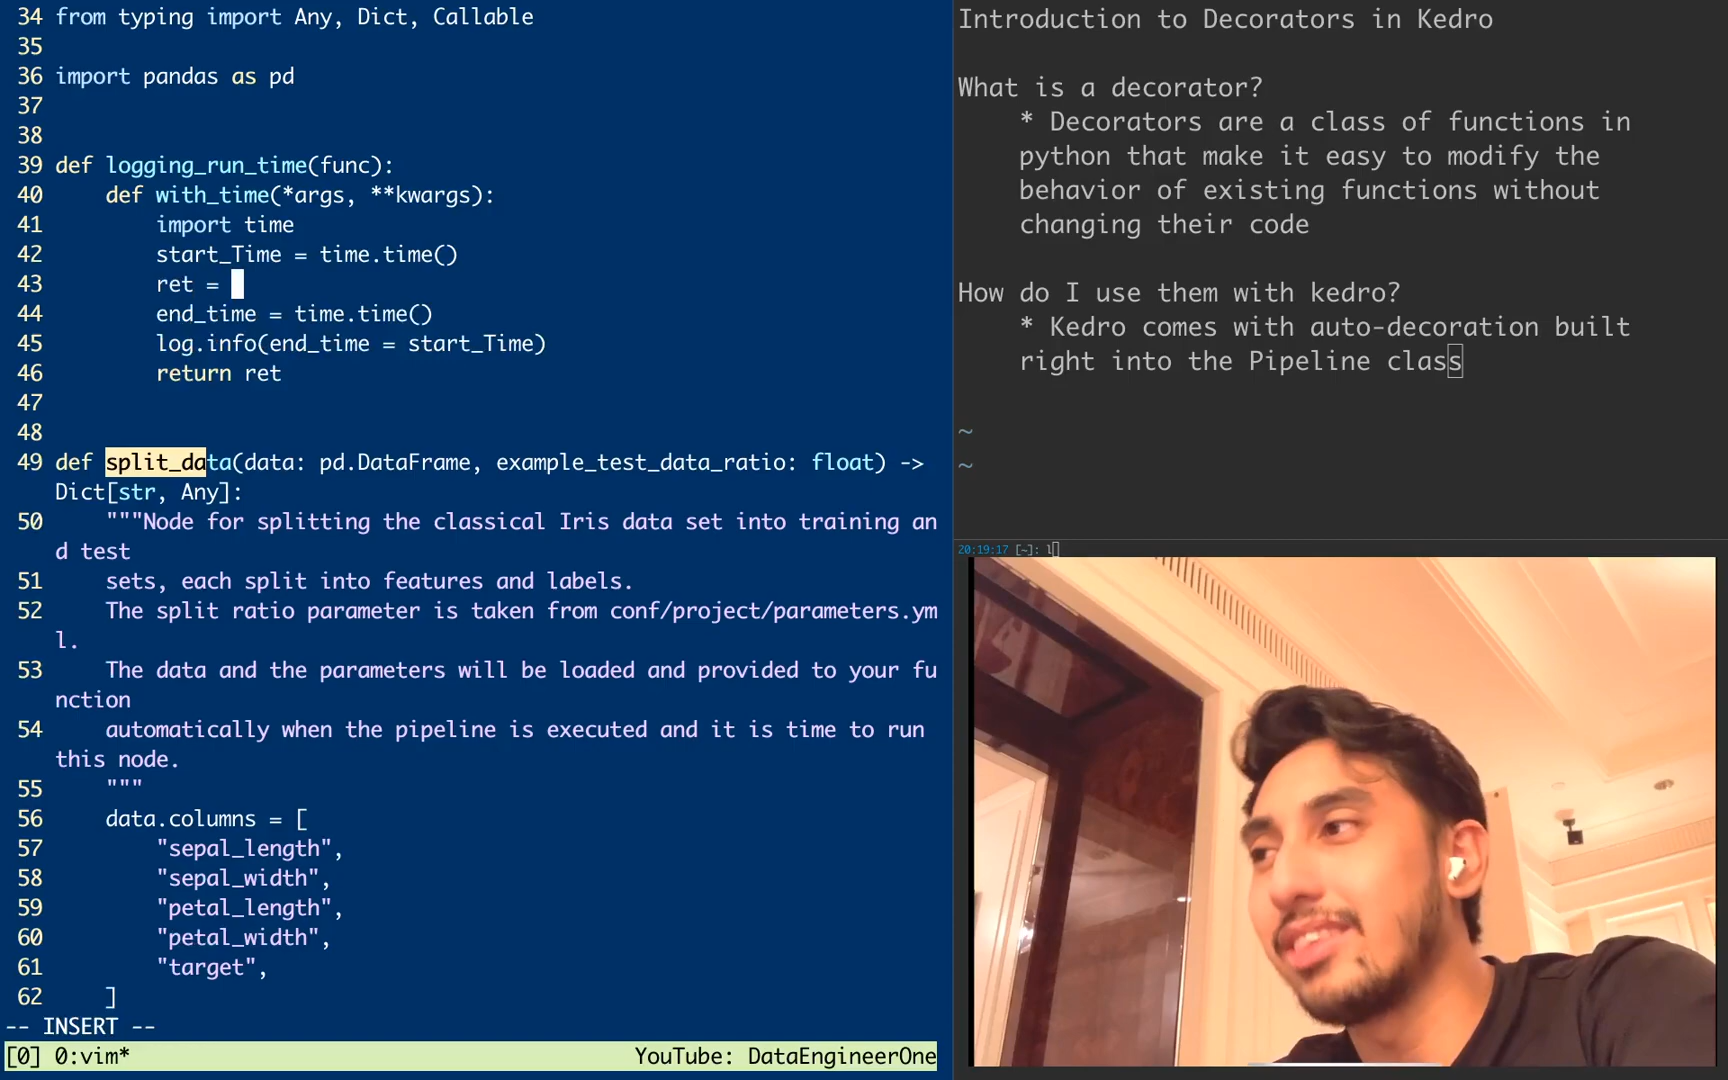 34 from typing import Any, Dict, Callable
35
36 import pandas as pd
37
38
39 def logging_run_time(func):
40     def with_time(*args, **kwargs):
41         import time
42         start_Time = time.time()
43         ret =
44         end_time = time.time()
45         log.info(end_time = start_Time)
46         return ret
47
48
49 def split_data(data: pd.DataFrame, example_test_data_ratio: float) ->
Dict[str, Any]:
50     """Node for splitting the classical Iris data set into training an
d test
51     sets, each split into features and labels.
52     The split ratio parameter is taken from conf/project/parameters.ym
l.
53     The data and the parameters will be loaded and provided to your fu
nction
54     automatically when the pipeline is executed and it is time to run
this node.
55     """
56     data.columns = [
57         "sepal_length",
58         "sepal_width",
59         "petal_length",
60         "petal_width",
61         "target",
62     ]
-- INSERT --
[0] 0:vim* YouTube: DataEngineerOne
Introduction to Decorators in Kedro
What is a decorator?
* Decorators are a class of functions in
python that make it easy to modify the
behavior of existing functions without
changing their code
How do I use them with kedro?
* Kedro comes with auto-decoration built
right into the Pipeline class
~
~
20:19:17 [~]: l